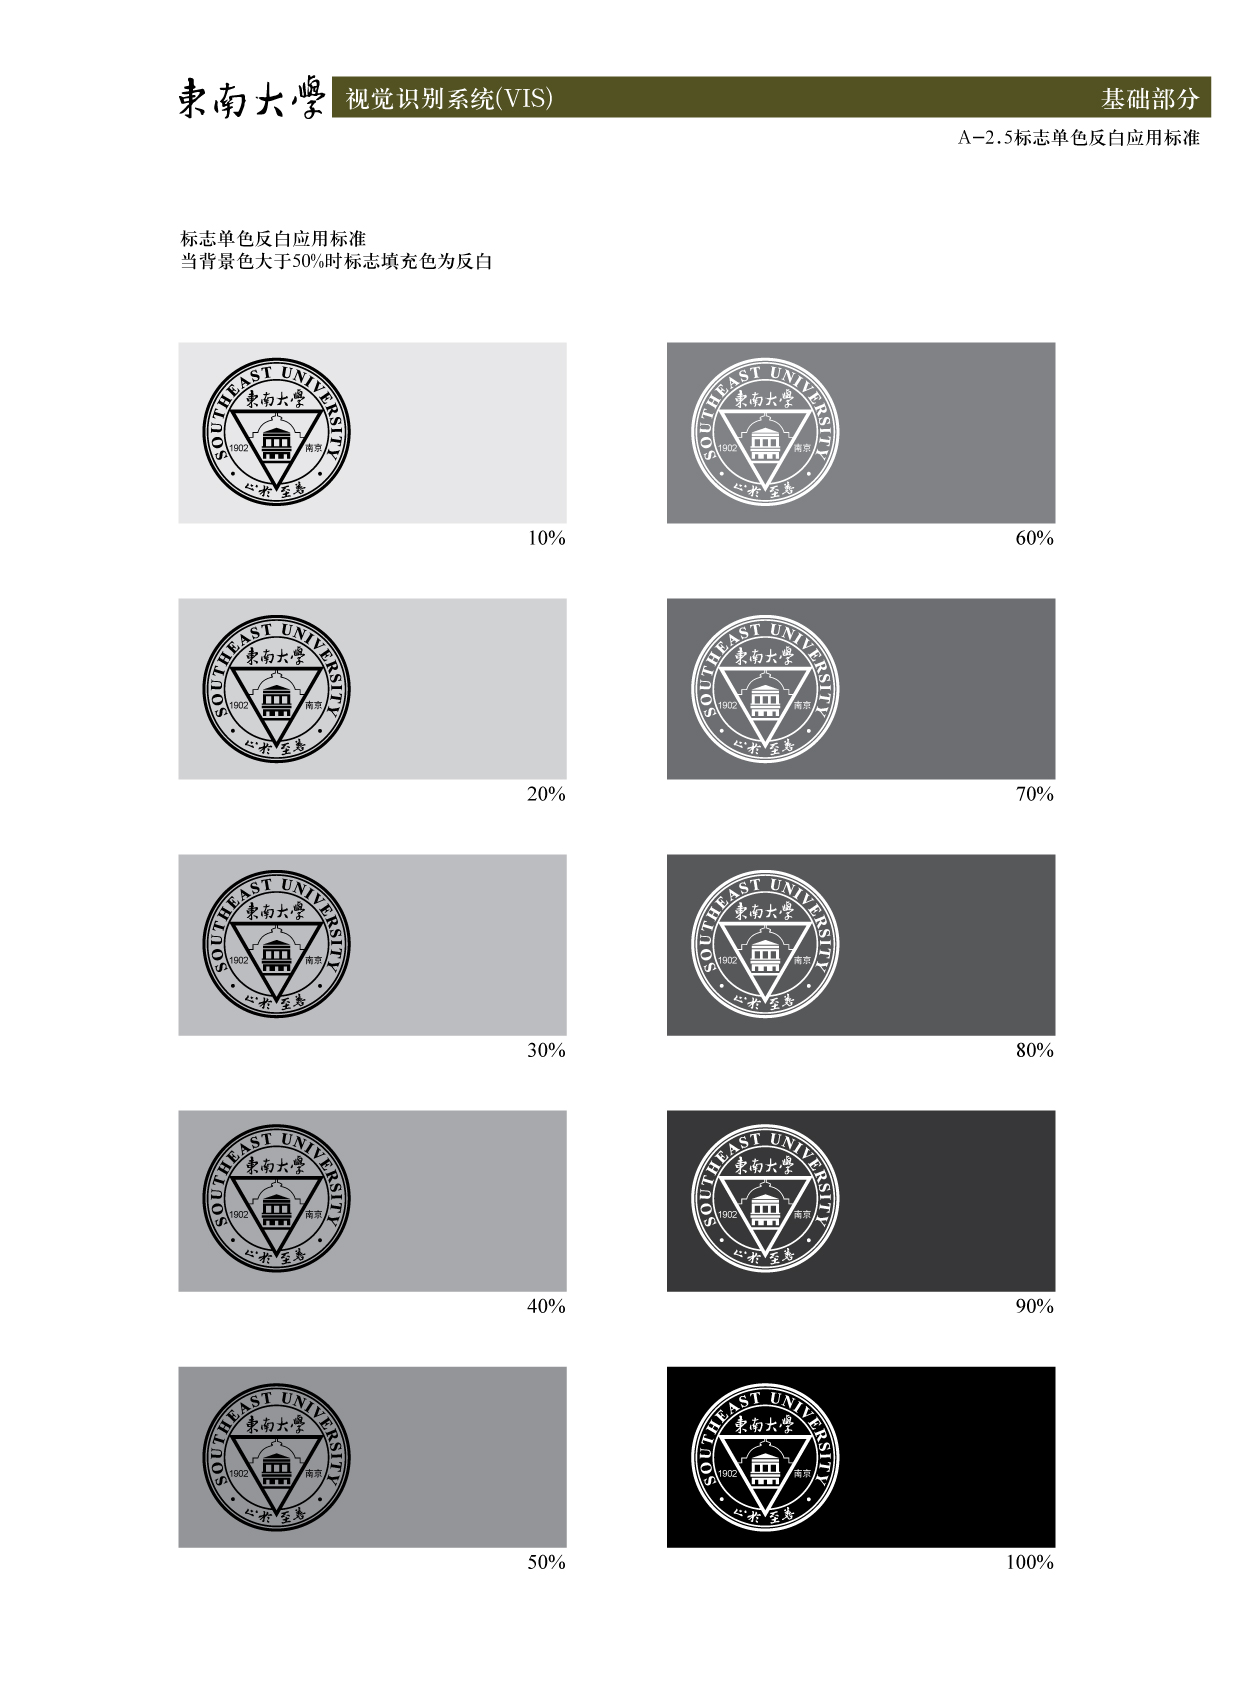 東南大學 视觉识别系统(VIS) 基础部分
A-2.5标志单色反白应用标准
标志单色反白应用标准
当背景色大于50%时标志填充色为反白
SOUTHEAST UNIVERSITY
東南大學
1902 南京
止於至善
10%
SOUTHEAST UNIVERSITY
東南大學
1902 南京
止於至善
60%
SOUTHEAST UNIVERSITY
東南大學
1902 南京
止於至善
20%
SOUTHEAST UNIVERSITY
東南大學
1902 南京
止於至善
70%
SOUTHEAST UNIVERSITY
東南大學
1902 南京
止於至善
30%
SOUTHEAST UNIVERSITY
東南大學
1902 南京
止於至善
80%
SOUTHEAST UNIVERSITY
東南大學
1902 南京
止於至善
40%
SOUTHEAST UNIVERSITY
東南大學
1902 南京
止於至善
90%
SOUTHEAST UNIVERSITY
東南大學
1902 南京
止於至善
50%
SOUTHEAST UNIVERSITY
東南大學
1902 南京
止於至善
100%